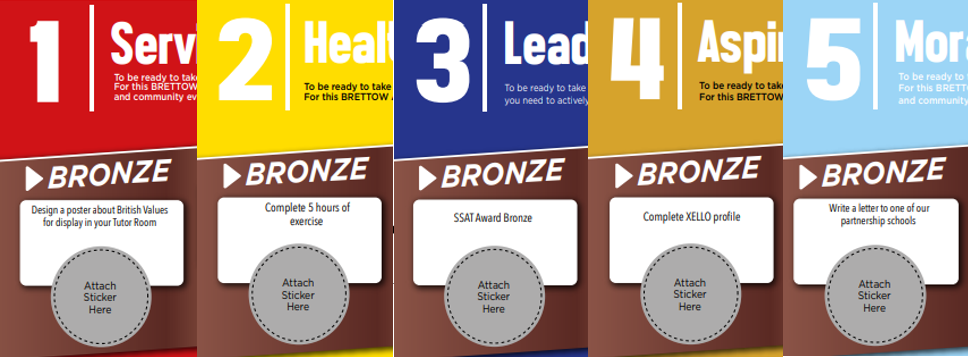 1
Servi
To be ready to take
For this BRETTOW
and community ev
BRONZE
Design a poster about British Values
for display in your Tutor Room
Attach
Sticker
Here
2
Healt
To be ready to take
For this BRETTOW A
BRONZE
Complete 5 hours of
exercise
Attach
Sticker
Here
3
Lead
To be ready to take
you need to actively
BRONZE
SSAT Award Bronze
Attach
Sticker
Here
4
Aspir
To be ready to take
For this BRETTOW
BRONZE
Complete XELLO profile
Attach
Sticker
Here
5
Mora
To be ready to t
For this BRETTO
and community
BRONZE
Write a letter to one of our
partnership schools
Attach
Sticker
Here